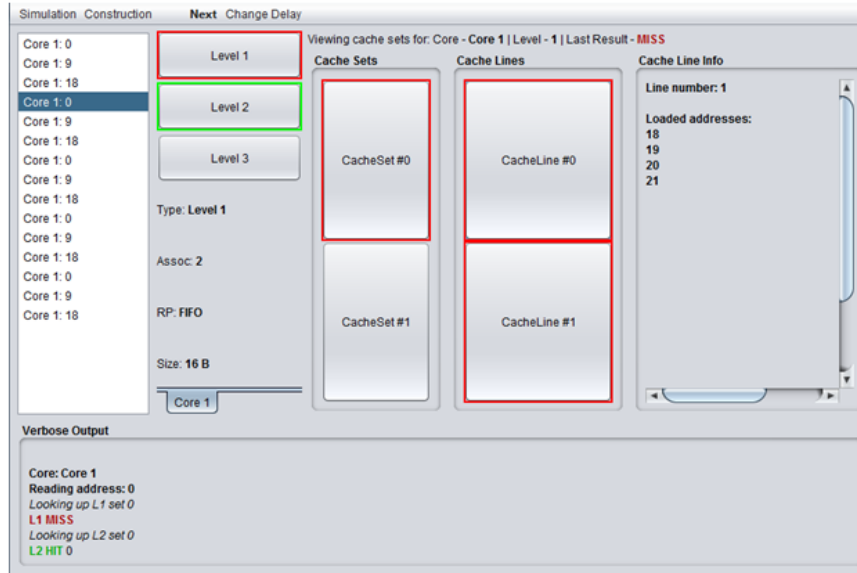 Simulation Construction Next Change Delay
Core 1: 0
Core 1: 9
Core 1: 18
Core 1: 0
Core 1: 9
Core 1: 18
Core 1: 0
Core 1: 9
Core 1: 18
Core 1: 0
Core 1: 9
Core 1: 18
Core 1: 0
Core 1: 9
Core 1: 18
Level 1
Level 2
Level 3
Type: Level 1
Assoc: 2
RP: FIFO
Size: 16 B
Core 1
Viewing cache sets for: Core - Core 1 | Level - 1 | Last Result - MISS
Cache Sets
CacheSet #0
CacheSet #1
Cache Lines
CacheLine #0
CacheLine #1
Cache Line Info
Line number: 1
Loaded addresses:
18
19
20
21
Verbose Output
Core: Core 1
Reading address: 0
Looking up L1 set 0
L1 MISS
Looking up L2 set 0
L2 HIT 0